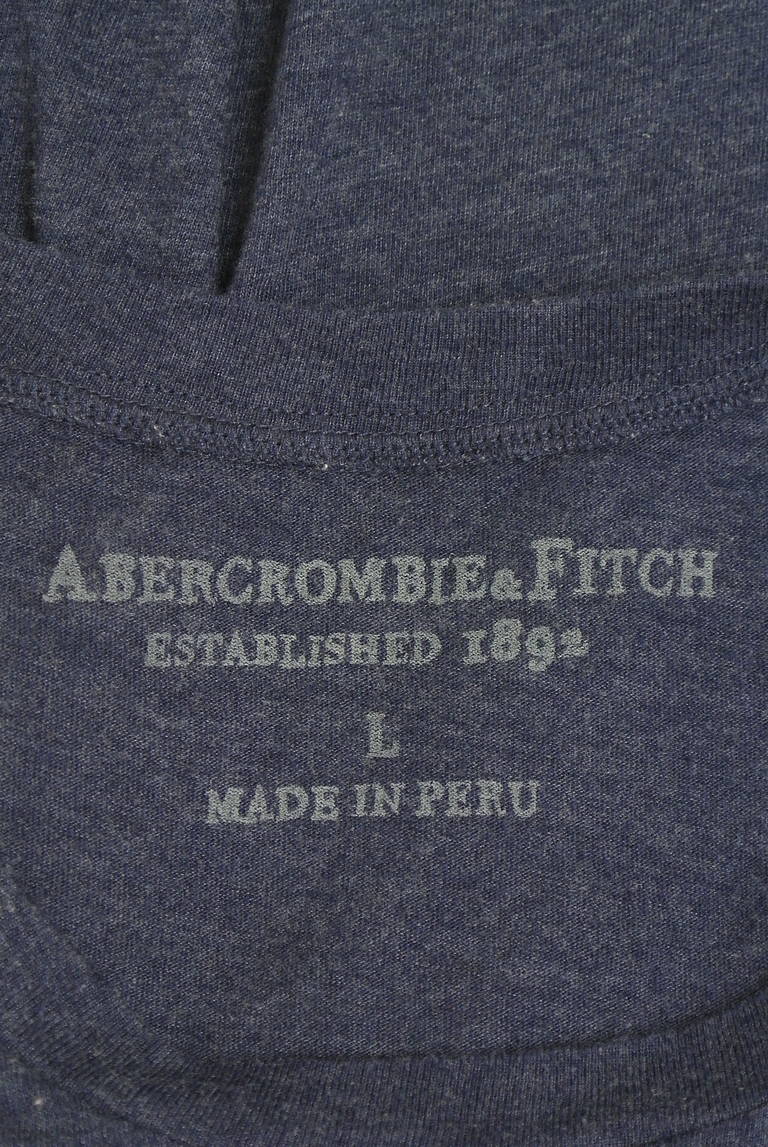 ABERCROMBIE & FITCH
ESTABLISHED 1892
L
MADE IN PERU